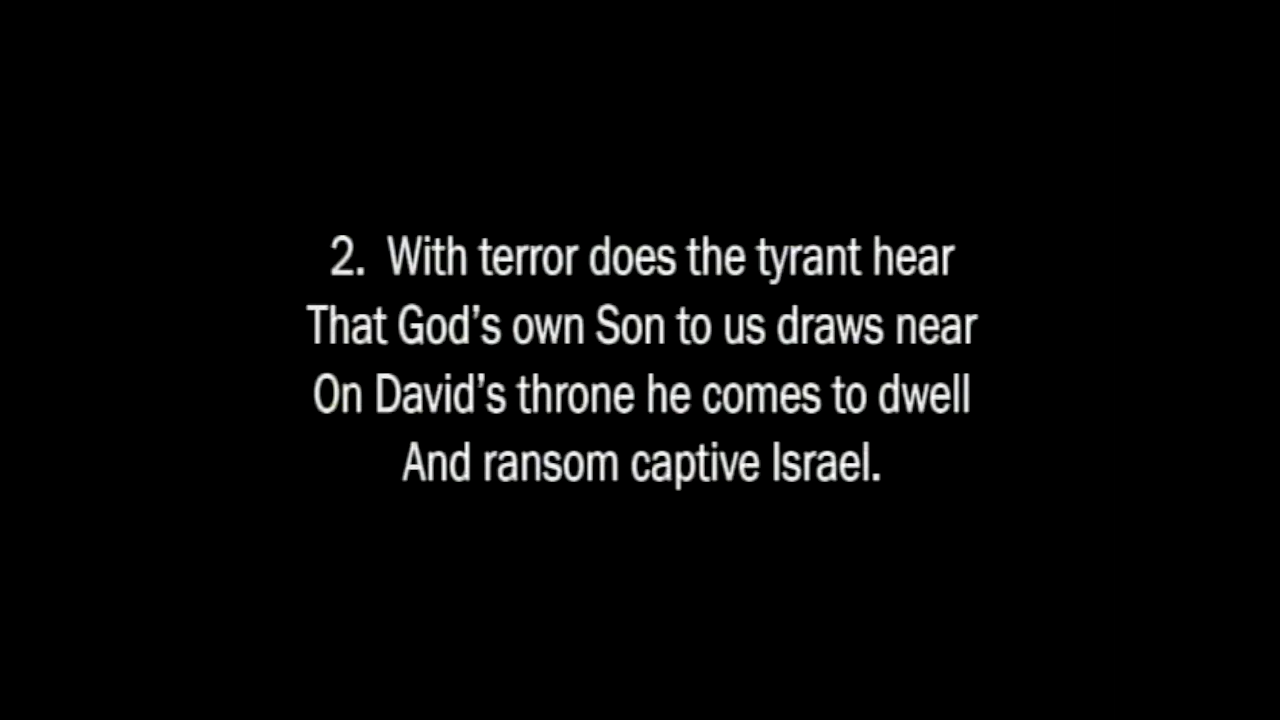 2.  With terror does the tyrant hear
That God’s own Son to us draws near
On David’s throne he comes to dwell
And ransom captive Israel.